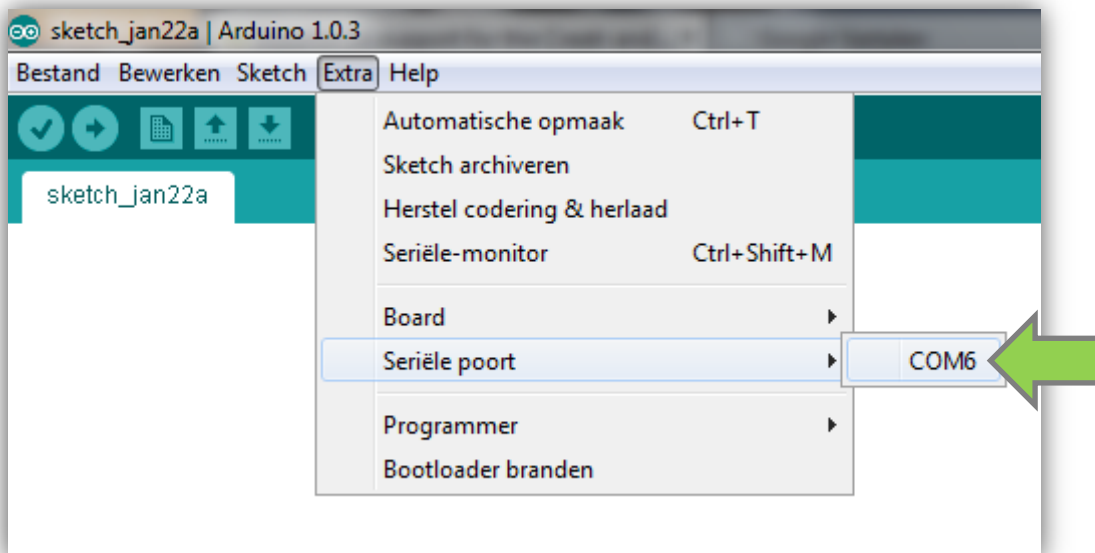 sketch_jan22a | Arduino 1.0.3
Bestand Bewerken Sketch Extra Help
Automatische opmaak Ctrl+T
Sketch archiveren
sketch_jan22a
Herstel codering & herlaad
Seriële-monitor Ctrl+Shift+M
Board
Seriële poort
COM6
Programmer
Bootloader branden